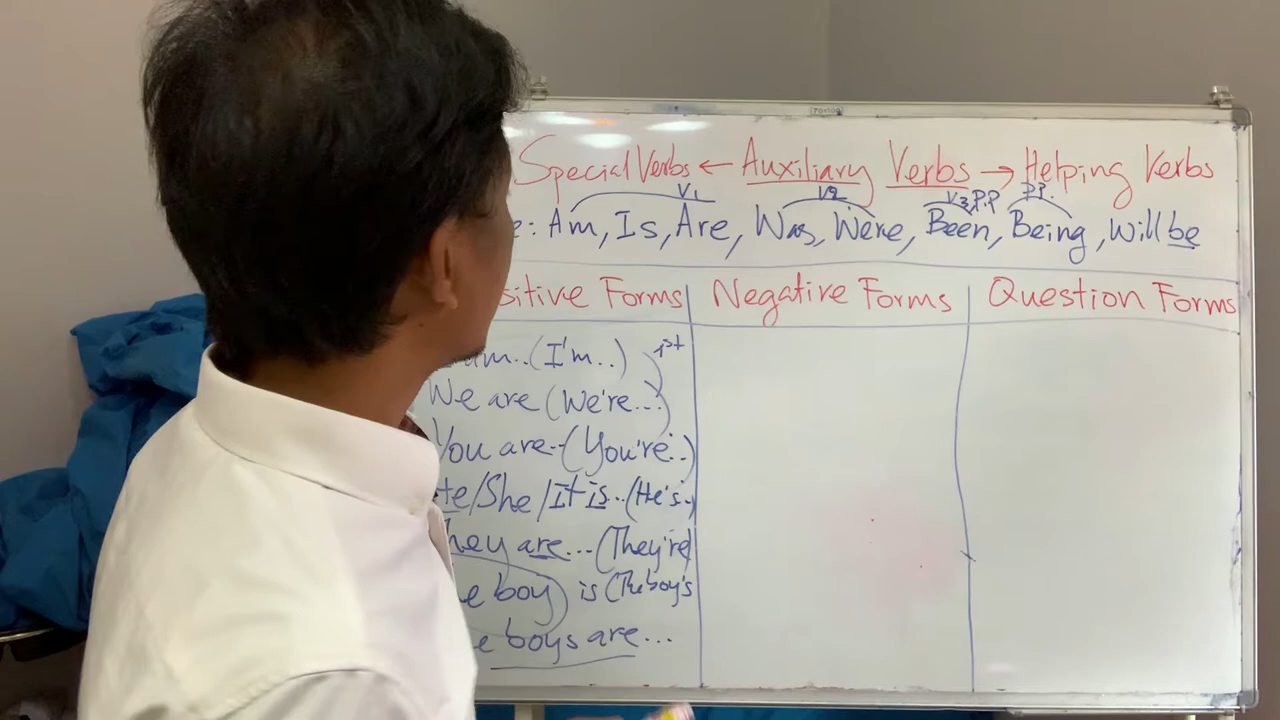 Special Verbs ← Auxiliary Verbs → Helping Verbs
V1 V2 V3,P.P P.P.
e: Am, Is, Are, Was, Were, Been, Being, Will be
sitive Forms Negative Forms Question Forms
am..(I'm..) 1st
We are (We're...)
You are..(You're..)
He/She/It is..(He's..)
hey are...(They're)
e boy) is (The boy's
e boys are...